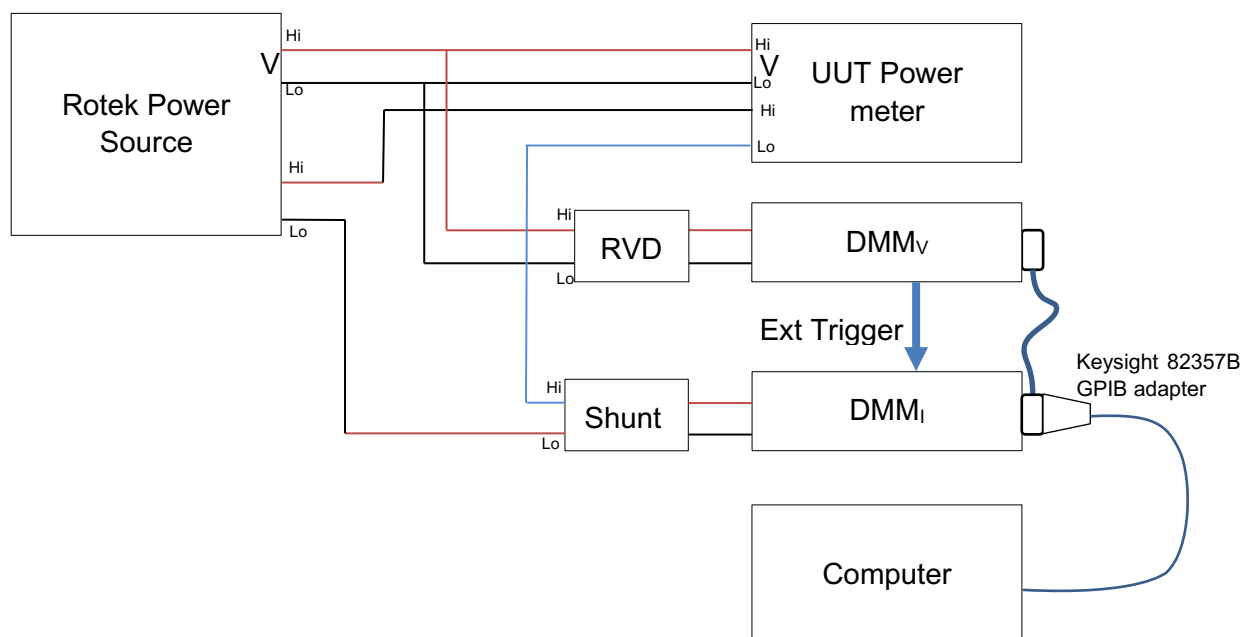 Hi
V
Lo
Rotek Power
Source
Hi
Lo
Hi
V
Lo
Hi
Lo
UUT Power
meter
Hi
Lo
RVD
DMMV
Ext Trigger
Keysight 82357B
GPIB adapter
Hi
Lo
Shunt
DMMI
Computer